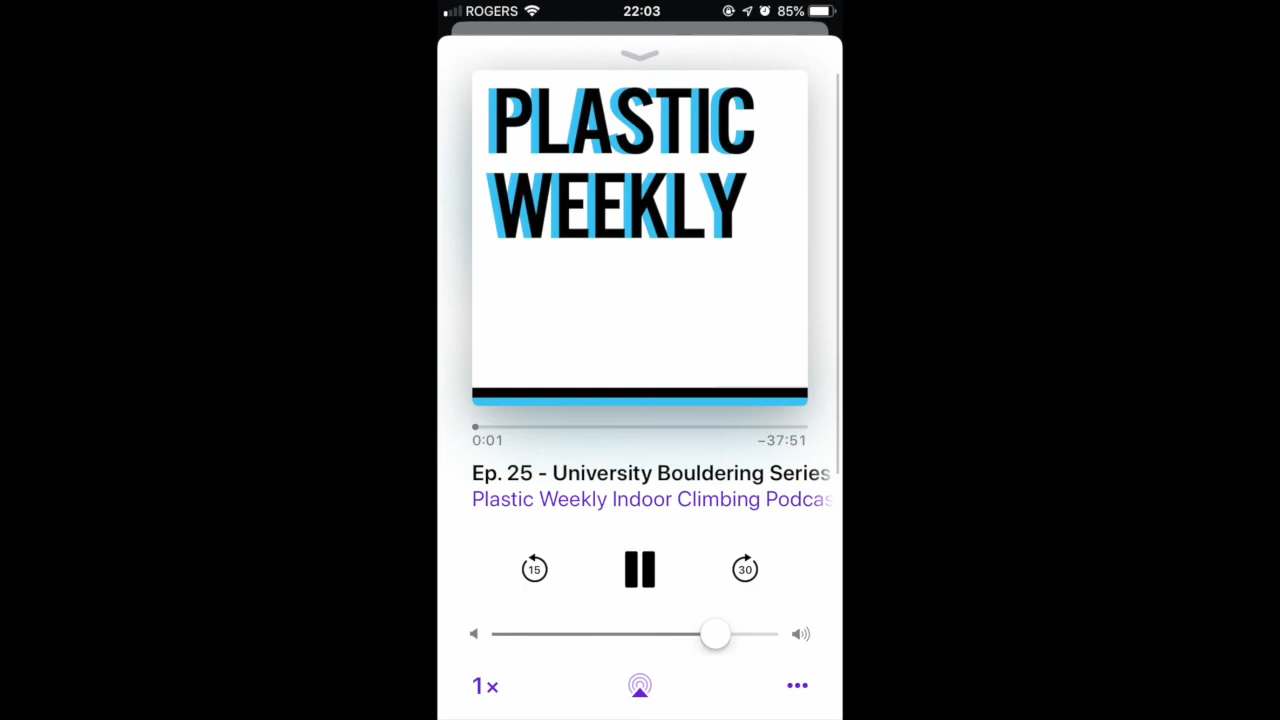 ROGERS 22:03 85%
PLASTIC
WEEKLY
0:01 −37:51
Ep. 25 - University Bouldering Series
Plastic Weekly Indoor Climbing Podcas
15 30
1×